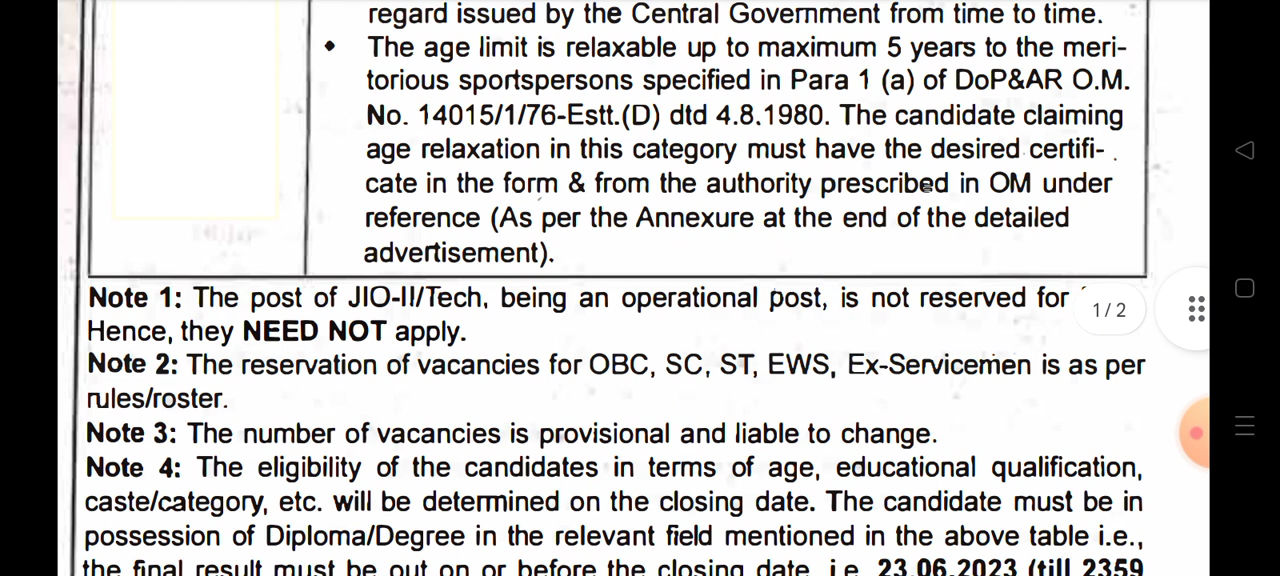 regard issued by the Central Government from time to time.
• The age limit is relaxable up to maximum 5 years to the meri-
torious sportspersons specified in Para 1 (a) of DoP&AR O.M.
No. 14015/1/76-Estt.(D) dtd 4.8.1980. The candidate claiming
age relaxation in this category must have the desired certifi-
cate in the form & from the authority prescribed in OM under
reference (As per the Annexure at the end of the detailed
advertisement).
Note 1: The post of JIO-II/Tech, being an operational post, is not reserved for
1/2
Hence, they NEED NOT apply.
Note 2: The reservation of vacancies for OBC, SC, ST, EWS, Ex-Servicemen is as per
rules/roster.
Note 3: The number of vacancies is provisional and liable to change.
Note 4: The eligibility of the candidates in terms of age, educational qualification,
caste/category, etc. will be determined on the closing date. The candidate must be in
possession of Diploma/Degree in the relevant field mentioned in the above table i.e.,
the final result must be out on or before the closing date, i.e. 23.06.2023 (till 2359